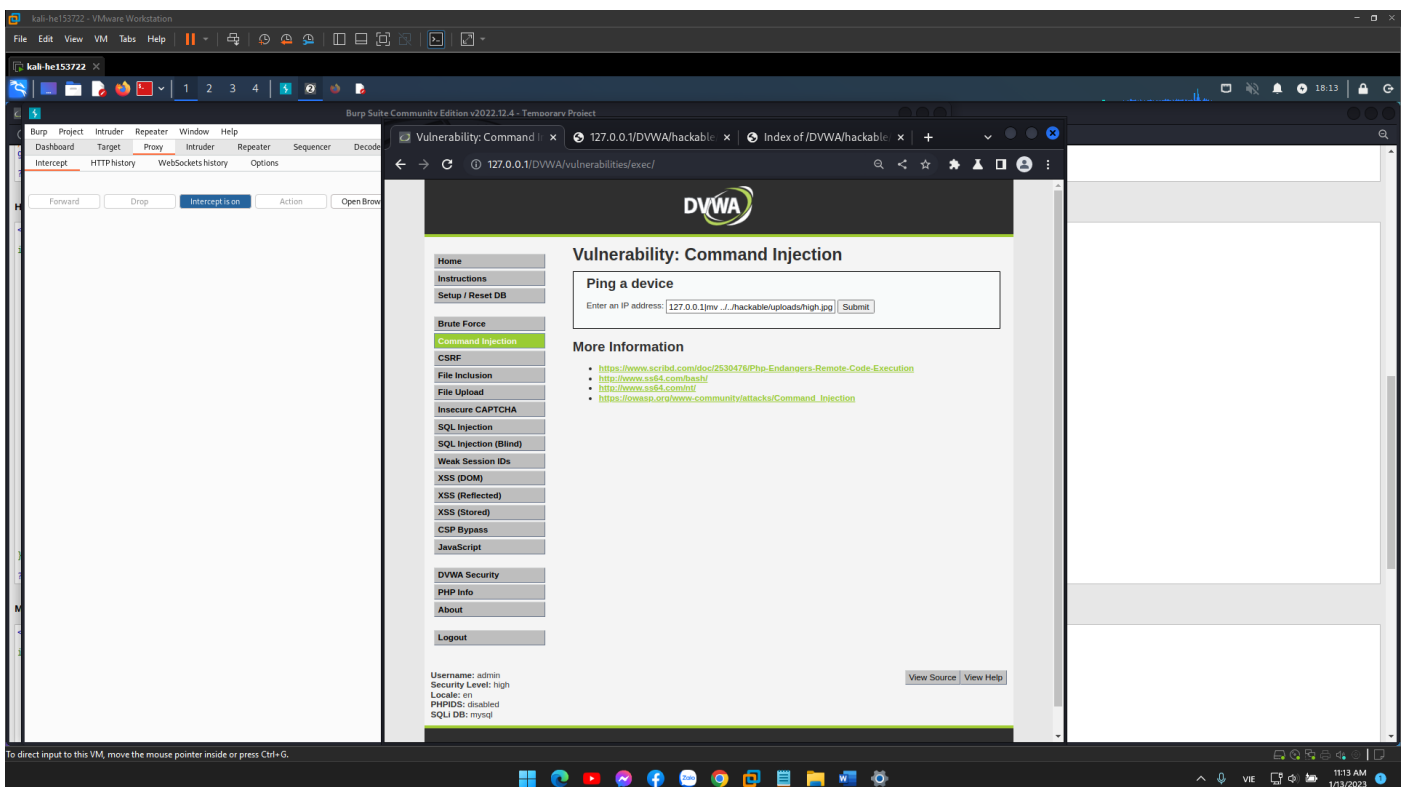 kali-he153722 - VMware Workstation
File Edit View VM Tabs Help
kali-he153722
1 2 3 4
18:13
Burp Suite Community Edition v2022.12.4 - Temporary Project
Burp Project Intruder Repeater Window Help
Dashboard Target Proxy Intruder Repeater Sequencer Decode
Intercept HTTP history WebSockets history Options
Forward Drop Intercept is on Action Open Brow
Vulnerability: Command I
127.0.0.1/DVWA/hackable
Index of /DVWA/hackable
127.0.0.1/DVWA/vulnerabilities/exec/
DVWA
Home
Instructions
Setup / Reset DB
Brute Force
Command Injection
CSRF
File Inclusion
File Upload
Insecure CAPTCHA
SQL Injection
SQL Injection (Blind)
Weak Session IDs
XSS (DOM)
XSS (Reflected)
XSS (Stored)
CSP Bypass
JavaScript
DVWA Security
PHP Info
About
Logout
Vulnerability: Command Injection
Ping a device
Enter an IP address: 127.0.0.1|mv ../../hackable/uploads/high.jpg Submit
More Information
https://www.scribd.com/doc/2530476/Php-Endangers-Remote-Code-Execution
http://www.ss64.com/bash/
http://www.ss64.com/nt/
https://owasp.org/www-community/attacks/Command_Injection
Username: admin
Security Level: high
Locale: en
PHPIDS: disabled
SQLi DB: mysql
View Source View Help
To direct input to this VM, move the mouse pointer inside or press Ctrl+G.
Zalo
VIE
11:13 AM
1/13/2023